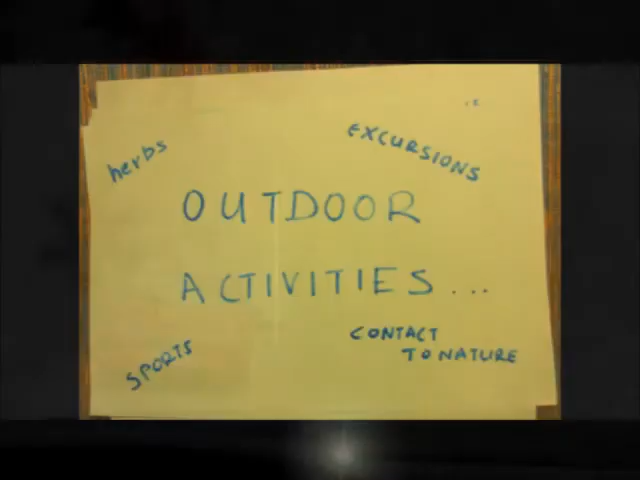 herbs
EXCURSIONS
OUTDOOR
ACTIVITIES...
SPORTS
CONTACT
TO NATURE